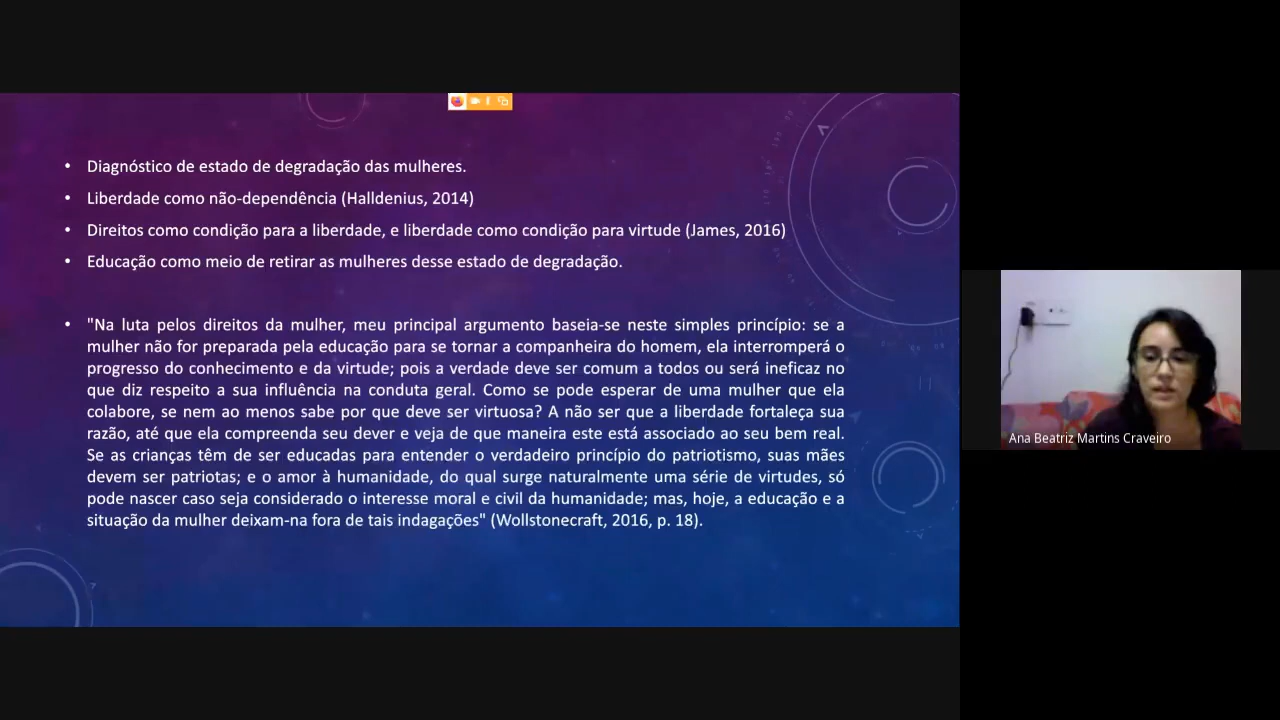 • Diagnóstico de estado de degradação das mulheres.
• Liberdade como não-dependência (Halldenius, 2014)
• Direitos como condição para a liberdade, e liberdade como condição para virtude (James, 2016)
• Educação como meio de retirar as mulheres desse estado de degradação.
• "Na luta pelos direitos da mulher, meu principal argumento baseia-se neste simples princípio: se a
mulher não for preparada pela educação para se tornar a companheira do homem, ela interromperá o
progresso do conhecimento e da virtude; pois a verdade deve ser comum a todos ou será ineficaz no
que diz respeito a sua influência na conduta geral. Como se pode esperar de uma mulher que ela
colabore, se nem ao menos sabe por que deve ser virtuosa? A não ser que a liberdade fortaleça sua
razão, até que ela compreenda seu dever e veja de que maneira este está associado ao seu bem real.
Se as crianças têm de ser educadas para entender o verdadeiro princípio do patriotismo, suas mães
devem ser patriotas; e o amor à humanidade, do qual surge naturalmente uma série de virtudes, só
pode nascer caso seja considerado o interesse moral e civil da humanidade; mas, hoje, a educação e a
situação da mulher deixam-na fora de tais indagações" (Wollstonecraft, 2016, p. 18).
Ana Beatriz Martins Craveiro